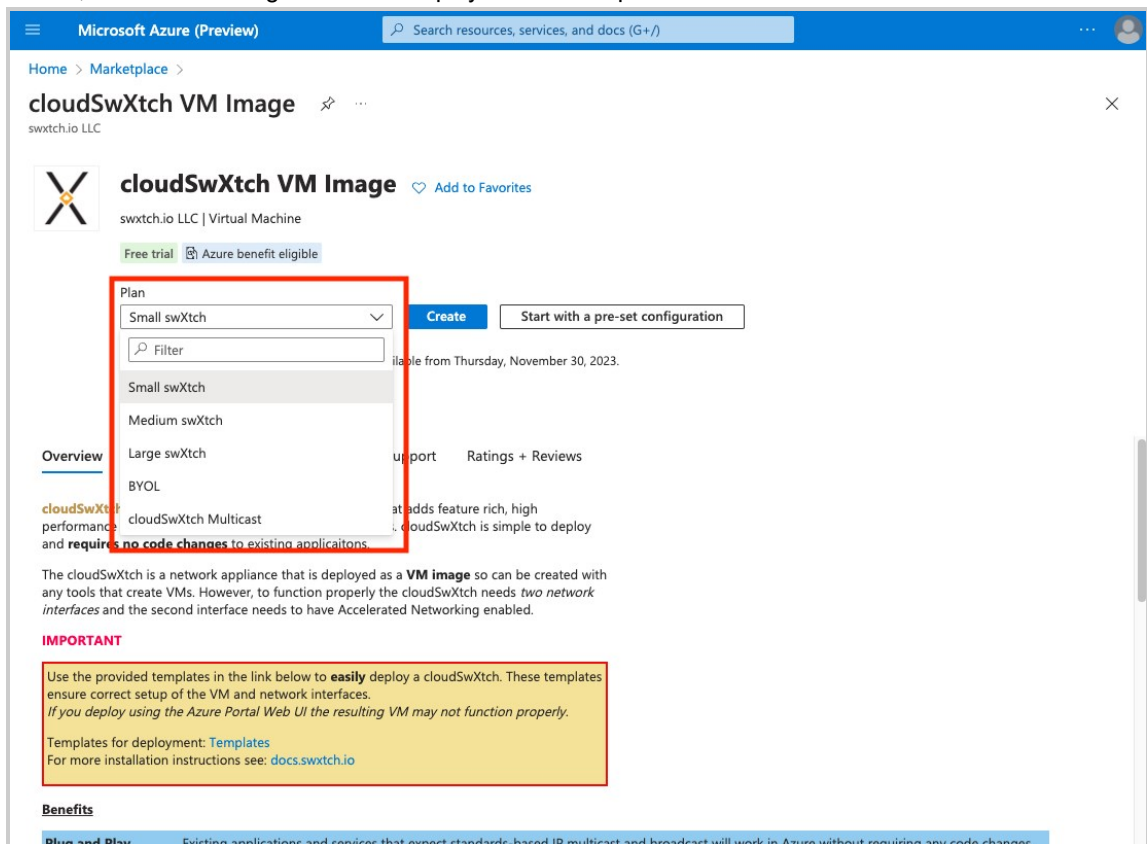 Microsoft Azure (Preview)
Search resources, services, and docs (G+/)
Home > Marketplace >
cloudSwXtch VM Image
swxtch.io LLC
cloudSwXtch VM Image
Add to Favorites
swxtch.io LLC | Virtual Machine
Free trial
Azure benefit eligible
Plan
Small swXtch
Create
Start with a pre-set configuration
Filter
from Thursday, November 30, 2023.
Small swXtch
Medium swXtch
Large swXtch
BYOL
cloudSwXtch Multicast
Overview
Ratings + Reviews
adds feature rich, high
cloudSwXtch is simple to deploy
and requires no code changes to existing applicaitons.
The cloudSwXtch is a network appliance that is deployed as a VM image so can be created with
any tools that create VMs. However, to function properly the cloudSwXtch needs two network
interfaces and the second interface needs to have Accelerated Networking enabled.
IMPORTANT
Use the provided templates in the link below to easily deploy a cloudSwXtch. These templates
ensure correct setup of the VM and network interfaces.
If you deploy using the Azure Portal Web UI the resulting VM may not function properly.
Templates for deployment: Templates
For more installation instructions see: docs.swxtch.io
Benefits
Plug and Play
Existing applications and services that expect standards-based IP multicast and broadcast will work in Azure without requiring any code changes